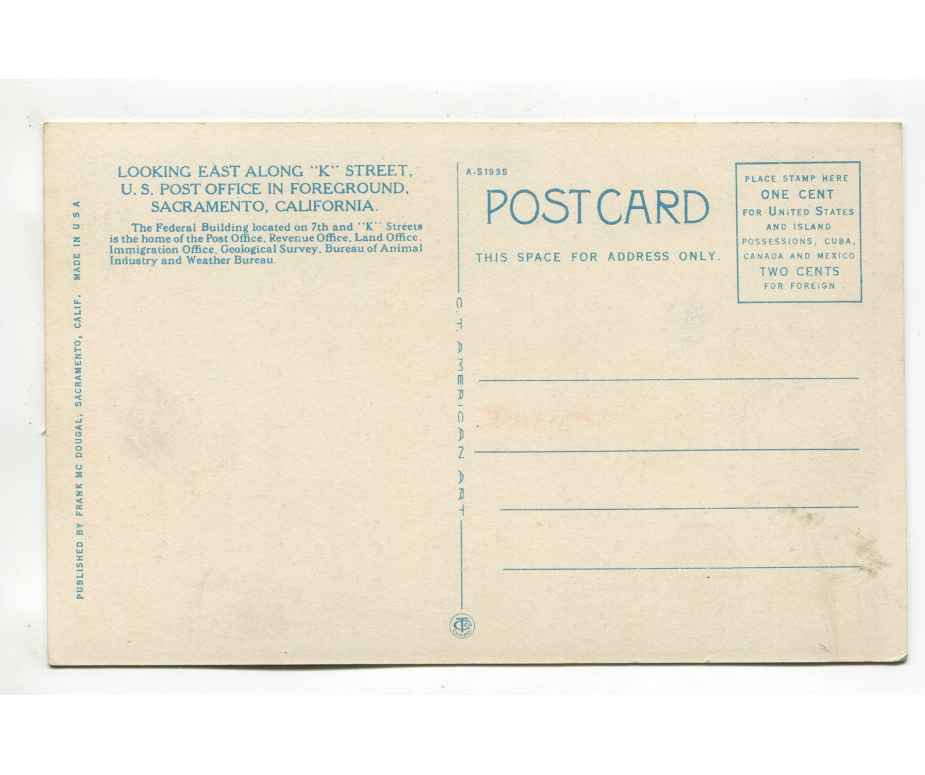 LOOKING EAST ALONG "K" STREET,
U. S. POST OFFICE IN FOREGROUND,
SACRAMENTO, CALIFORNIA.
The Federal Building located on 7th and "K" Streets
is the home of the Post Office, Revenue Office, Land Office,
Immigration Office, Geological Survey, Bureau of Animal
Industry and Weather Bureau.
PUBLISHED BY FRANK MC DOUGAL, SACRAMENTO, CALIF. MADE IN U S A
C. T. AMERICAN ART
A-51935
POST CARD
THIS SPACE FOR ADDRESS ONLY.
PLACE STAMP HERE
ONE CENT
FOR UNITED STATES
AND ISLAND
POSSESSIONS, CUBA,
CANADA AND MEXICO
TWO CENTS
FOR FOREIGN